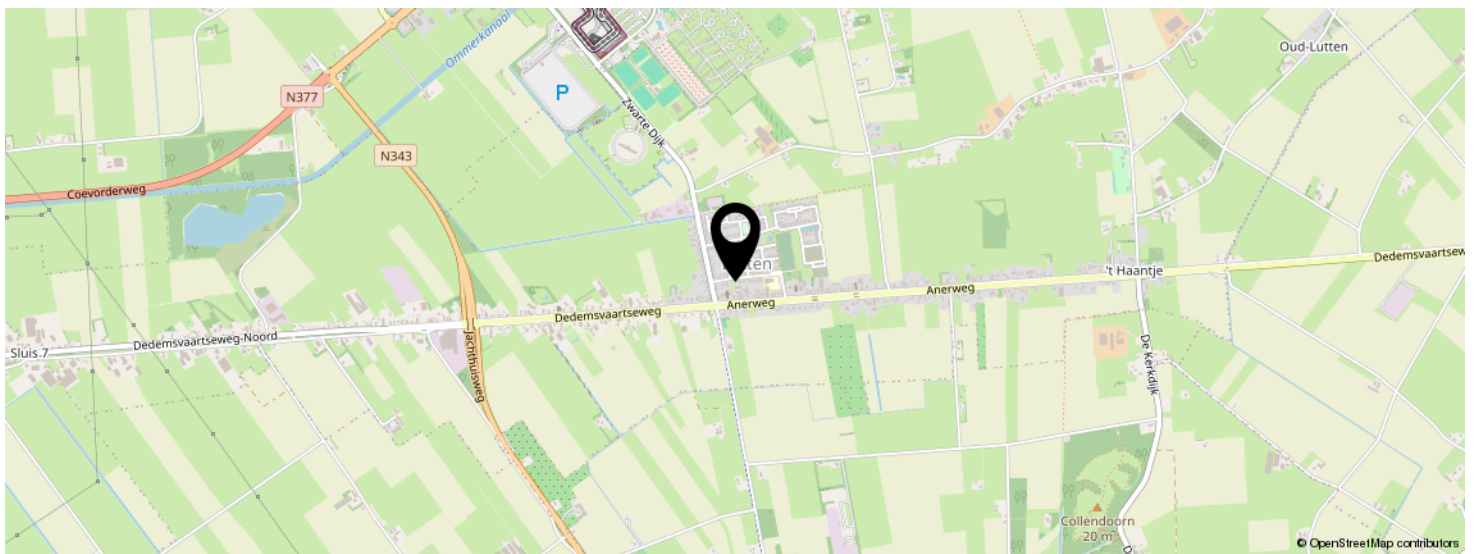 Oud-Lutten
Ommerkanaal
N377
P
Zwarte Dijk
N343
Coevorderweg
't Haantje
Dedemsvaartsew
Anerweg
Anerweg
Dedemsvaartseweg
Dedemsvaartseweg-Noord
Sluis 7
Jachthuisweg
De Kerkdijk
Collendoorn
20 m
D
© OpenStreetMap contributors